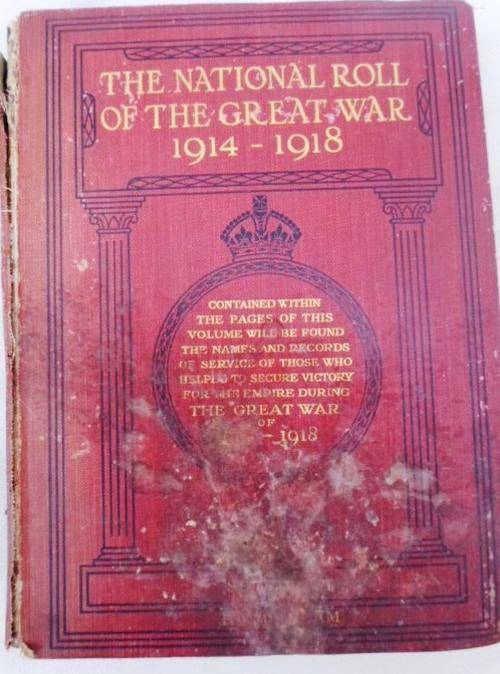 THE NATIONAL ROLL
OF THE GREAT WAR
1914 - 1918
CONTAINED WITHIN
THE PAGES OF THIS
VOLUME WILL BE FOUND
THE NAMES AND RECORDS
OF SERVICE OF THOSE WHO
HELPED TO SECURE VICTORY
FOR THE EMPIRE DURING
THE GREAT WAR
OF
- 1918